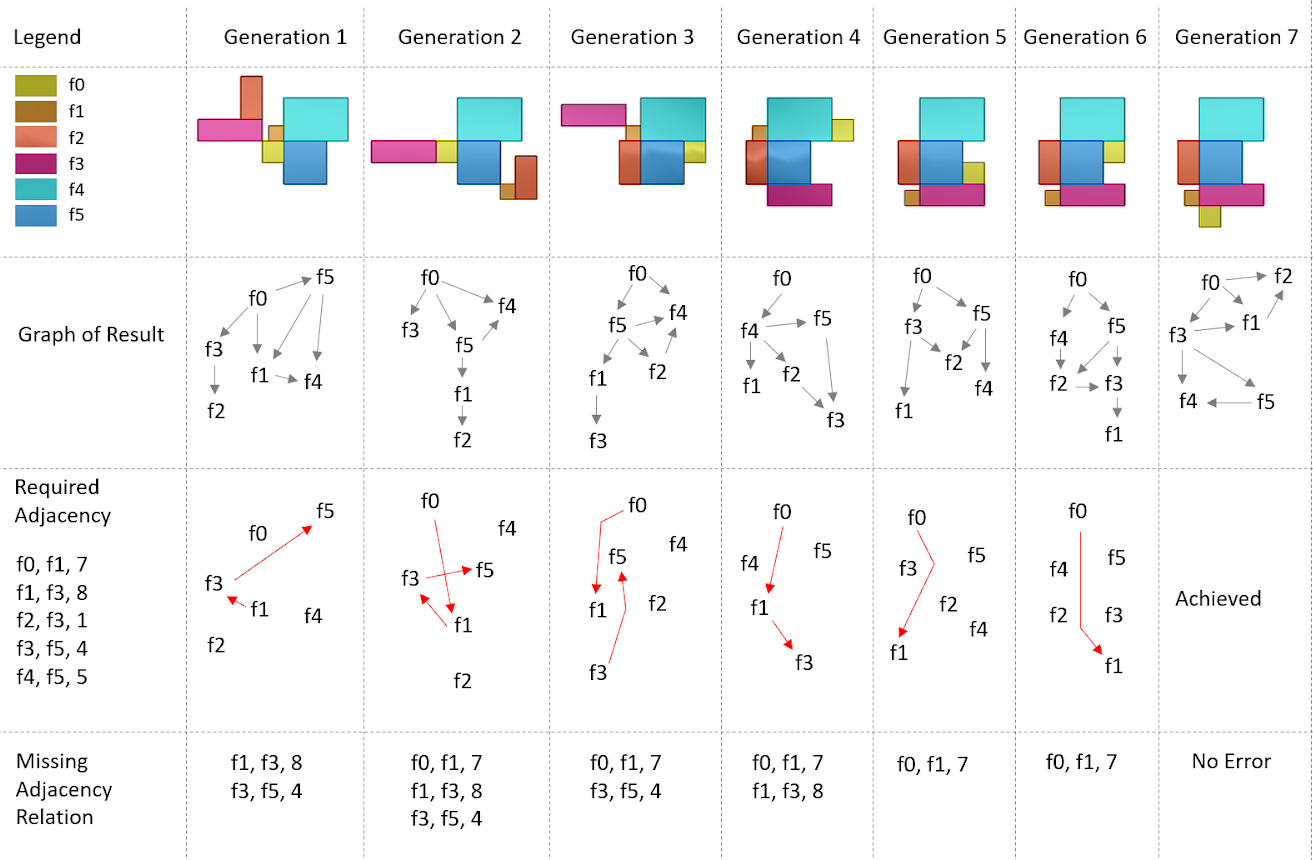 Legend
Generation 1
Generation 2
Generation 3
Generation 4
Generation 5
Generation 6
Generation 7
f0
f1
f2
f3
f4
f5
Graph of Result
f5
f0
f3
f1
f4
f2
f0
f4
f3
f5
f1
f2
f0
f4
f5
f2
f1
f3
f0
f5
f4
f2
f1
f3
f0
f5
f3
f2
f4
f1
f0
f5
f4
f2
f3
f1
f2
f0
f1
f3
f4
f5
Required
Adjacency
f0, f1, 7
f1, f3, 8
f2, f3, 1
f3, f5, 4
f4, f5, 5
f5
f0
f3
f1
f4
f2
f0
f4
f3
f5
f1
f2
f0
f4
f5
f2
f1
f3
f0
f5
f4
f1
f3
f0
f5
f3
f2
f4
f1
f0
f5
f4
f2
f3
f1
Achieved
Missing
Adjacency
Relation
f1, f3, 8
f3, f5, 4
f0, f1, 7
f1, f3, 8
f3, f5, 4
f0, f1, 7
f3, f5, 4
f0, f1, 7
f1, f3, 8
f0, f1, 7
f0, f1, 7
No Error